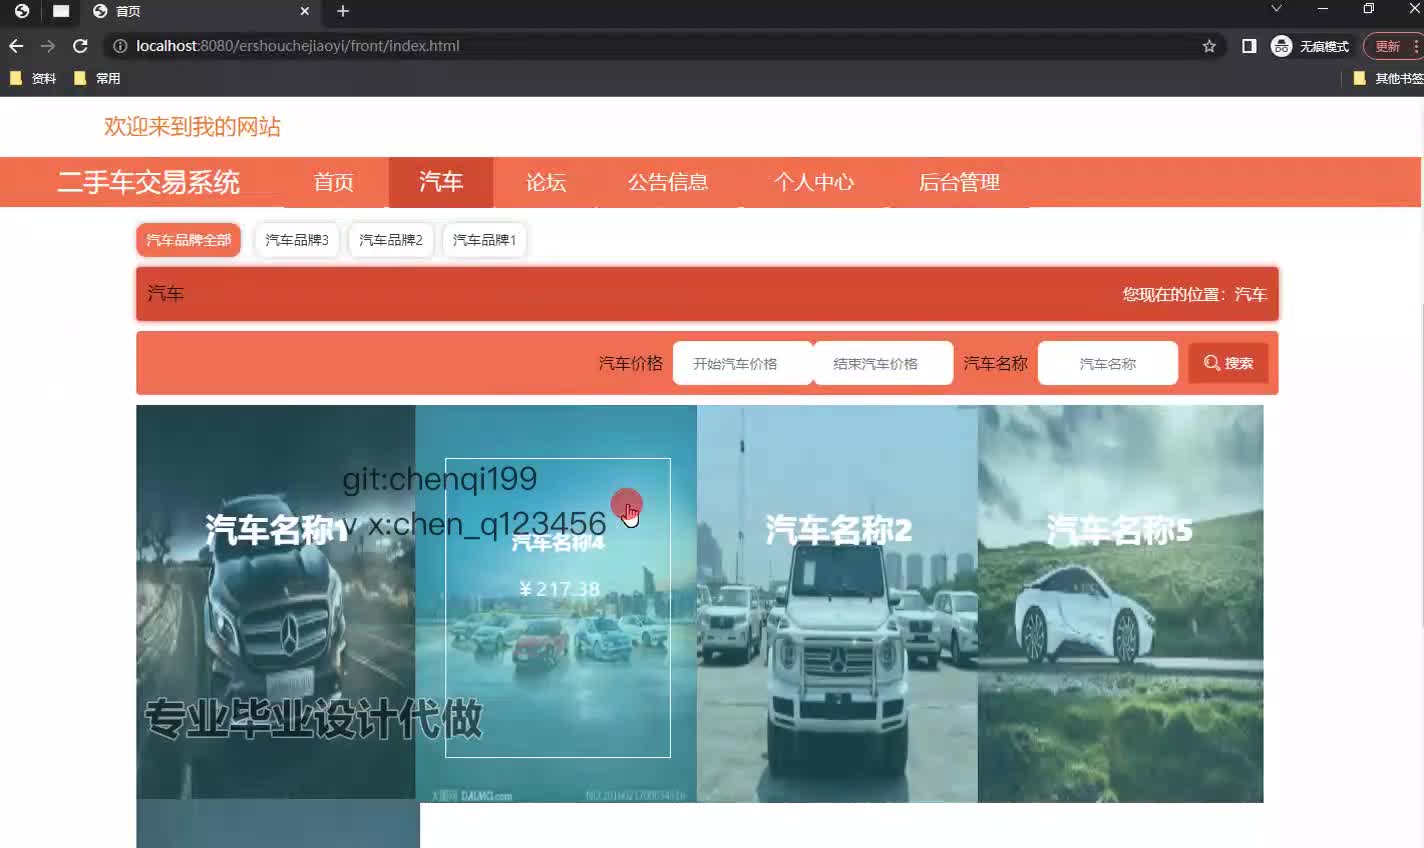 首页
localhost:8080/ershouchejiaoyi/front/index.html
无痕模式
更新
资料
常用
其他书签
欢迎来到我的网站
二手车交易系统
首页
汽车
论坛
公告信息
个人中心
后台管理
汽车品牌全部
汽车品牌3
汽车品牌2
汽车品牌1
汽车
您现在的位置：汽车
汽车价格
开始汽车价格
结束汽车价格
汽车名称
汽车名称
搜索
git:chenqi199
v x:chen_q123456
汽车名称1
汽车名称4
¥ 217.38
汽车名称2
汽车名称5
专业毕业设计代做